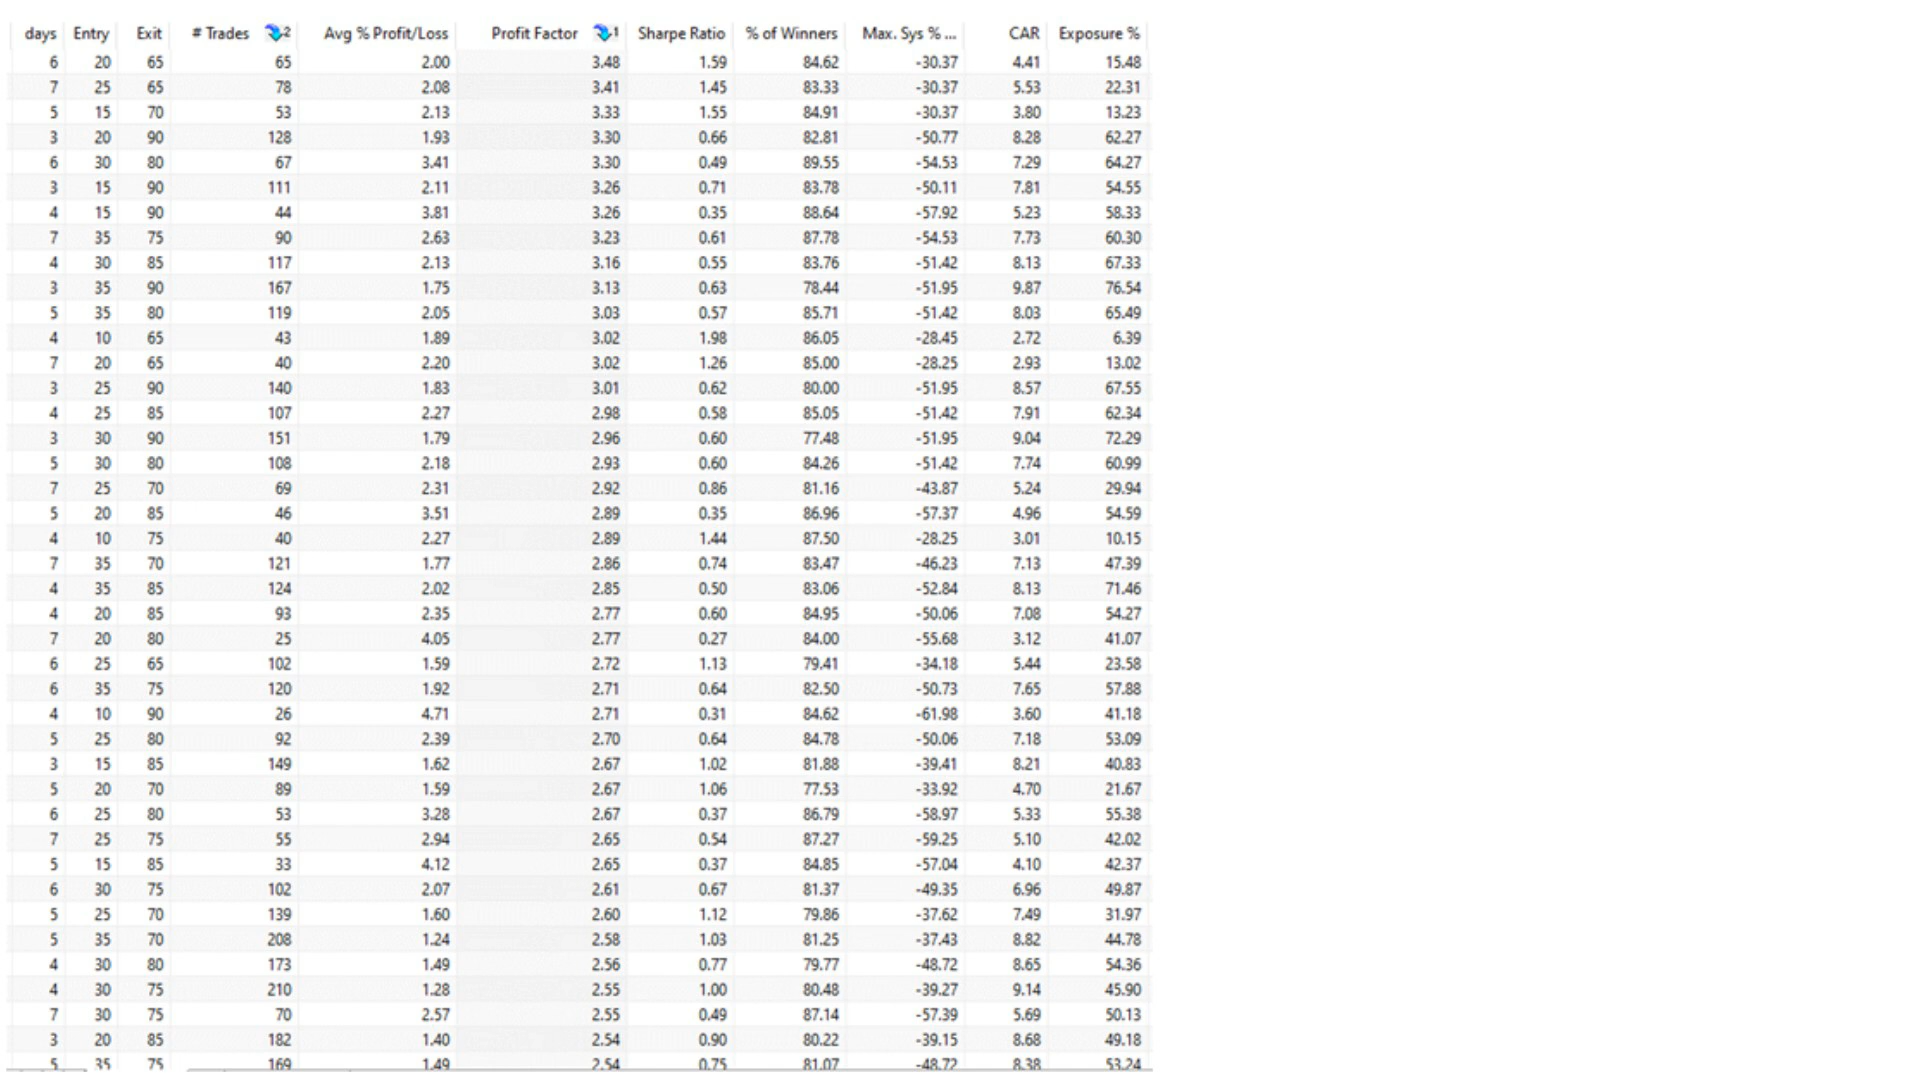 days Entry Exit # Trades 2 Avg % Profit/Loss Profit Factor 1 Sharpe Ratio % of Winners Max. Sys % ... CAR Exposure %
6 20 65 65 2.00 3.48 1.59 84.62 -30.37 4.41 15.48
7 25 65 78 2.08 3.41 1.45 83.33 -30.37 5.53 22.31
5 15 70 53 2.13 3.33 1.55 84.91 -30.37 3.80 13.23
3 20 90 128 1.93 3.30 0.66 82.81 -50.77 8.28 62.27
6 30 80 67 3.41 3.30 0.49 89.55 -54.53 7.29 64.27
3 15 90 111 2.11 3.26 0.71 83.78 -50.11 7.81 54.55
4 15 90 44 3.81 3.26 0.35 88.64 -57.92 5.23 58.33
7 35 75 90 2.63 3.23 0.61 87.78 -54.53 7.73 60.30
4 30 85 117 2.13 3.16 0.55 83.76 -51.42 8.13 67.33
3 35 90 167 1.75 3.13 0.63 78.44 -51.95 9.87 76.54
5 35 80 119 2.05 3.03 0.57 85.71 -51.42 8.03 65.49
4 10 65 43 1.89 3.02 1.98 86.05 -28.45 2.72 6.39
7 20 65 40 2.20 3.02 1.26 85.00 -28.25 2.93 13.02
3 25 90 140 1.83 3.01 0.62 80.00 -51.95 8.57 67.55
4 25 85 107 2.27 2.98 0.58 85.05 -51.42 7.91 62.34
3 30 90 151 1.79 2.96 0.60 77.48 -51.95 9.04 72.29
5 30 80 108 2.18 2.93 0.60 84.26 -51.42 7.74 60.99
7 25 70 69 2.31 2.92 0.86 81.16 -43.87 5.24 29.94
5 20 85 46 3.51 2.89 0.35 86.96 -57.37 4.96 54.59
4 10 75 40 2.27 2.89 1.44 87.50 -28.25 3.01 10.15
7 35 70 121 1.77 2.86 0.74 83.47 -46.23 7.13 47.39
4 35 85 124 2.02 2.85 0.50 83.06 -52.84 8.13 71.46
4 20 85 93 2.35 2.77 0.60 84.95 -50.06 7.08 54.27
7 20 80 25 4.05 2.77 0.27 84.00 -55.68 3.12 41.07
6 25 65 102 1.59 2.72 1.13 79.41 -34.18 5.44 23.58
6 35 75 120 1.92 2.71 0.64 82.50 -50.73 7.65 57.88
4 10 90 26 4.71 2.71 0.31 84.62 -61.98 3.60 41.18
5 25 80 92 2.39 2.70 0.64 84.78 -50.06 7.18 53.09
3 15 85 149 1.62 2.67 1.02 81.88 -39.41 8.21 40.83
5 20 70 89 1.59 2.67 1.06 77.53 -33.92 4.70 21.67
6 25 80 53 3.28 2.67 0.37 86.79 -58.97 5.33 55.38
7 25 75 55 2.94 2.65 0.54 87.27 -59.25 5.10 42.02
5 15 85 33 4.12 2.65 0.37 84.85 -57.04 4.10 42.37
6 30 75 102 2.07 2.61 0.67 81.37 -49.35 6.96 49.87
5 25 70 139 1.60 2.60 1.12 79.86 -37.62 7.49 31.97
5 35 70 208 1.24 2.58 1.03 81.25 -37.43 8.82 44.78
4 30 80 173 1.49 2.56 0.77 79.77 -48.72 8.65 54.36
4 30 75 210 1.28 2.55 1.00 80.48 -39.27 9.14 45.90
7 30 75 70 2.57 2.55 0.49 87.14 -57.39 5.69 50.13
3 20 85 182 1.40 2.54 0.90 80.22 -39.15 8.68 49.18
5 35 75 169 1.49 2.54 0.75 81.07 -48.72 8.38 53.24